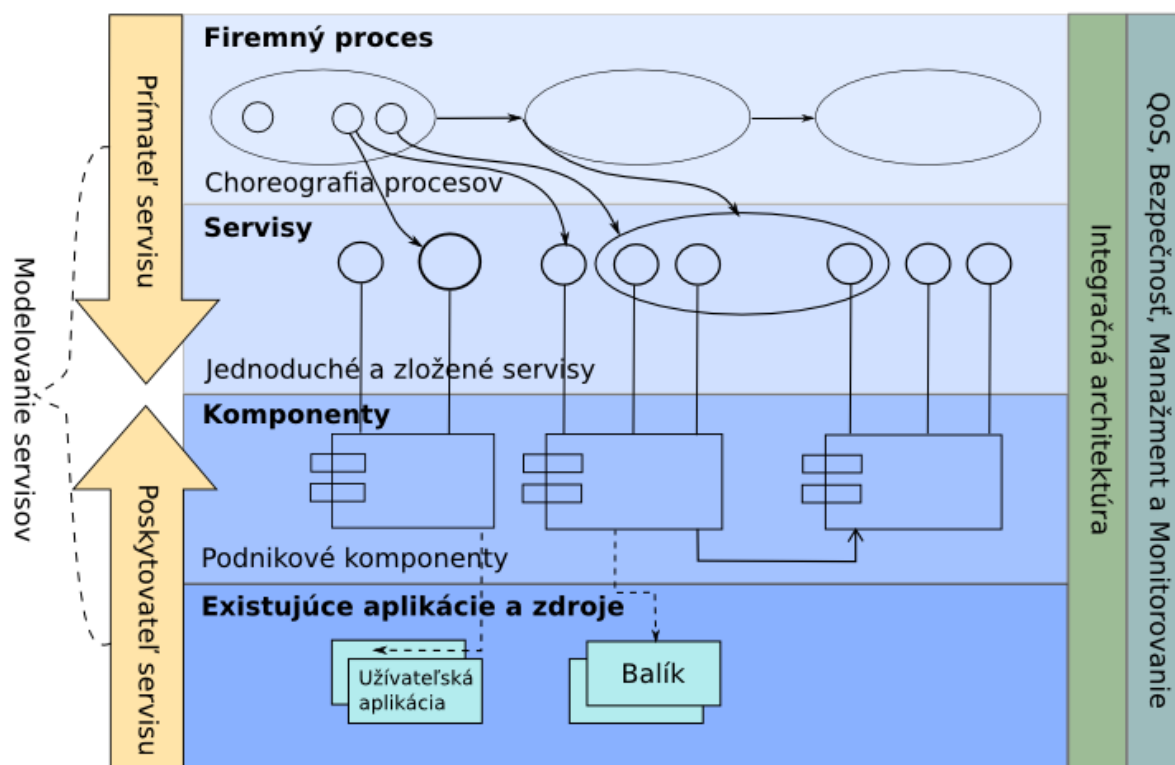 Firemný proces
Choreografia procesov
Servisy
Jednoduché a zložené servisy
Komponenty
Podnikové komponenty
Existujúce aplikácie a zdroje
Užívateľská
aplikácia
Balík
Modelovanie servisov
Prímateľ servisu
Poskytovateľ servisu
Integračná architektúra
QoS, Bezpečnosť, Manažment a Monitorovanie